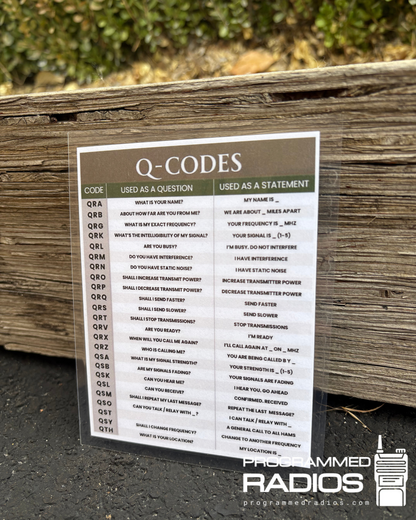 Q-CODES
CODE USED AS A QUESTION USED AS A STATEMENT
QRA WHAT IS YOUR NAME? MY NAME IS _
QRB ABOUT HOW FAR ARE YOU FROM ME? WE ARE ABOUT _ MILES APART
QRG WHAT IS MY EXACT FREQUENCY? YOUR FREQUENCY IS _ MHZ
QRK WHAT'S THE INTELLIGIBILITY OF MY SIGNAL? YOUR SIGNAL IS _ (1-5)
QRL ARE YOU BUSY? I'M BUSY. DO NOT INTERFERE
QRM DO YOU HAVE INTERFERENCE? I HAVE INTERFERENCE
QRN DO YOU HAVE STATIC NOISE? I HAVE STATIC NOISE
QRO SHALL I INCREASE TRANSMIT POWER? INCREASE TRANSMITTER POWER
QRP SHALL I DECREASE TRANSMIT POWER? DECREASE TRANSMITTER POWER
QRQ SHALL I SEND FASTER? SEND FASTER
QRS SHALL I SEND SLOWER? SEND SLOWER
QRT SHALL I STOP TRANSMISSIONS? STOP TRANSMISSIONS
QRV ARE YOU READY? I'M READY
QRX WHEN WILL YOU CALL ME AGAIN? I'LL CALL AGAIN AT _ ON _ MHZ
QRZ WHO IS CALLING ME? YOU ARE BEING CALLED BY _
QSA WHAT IS MY SIGNAL STRENGTH? YOUR STRENGTH IS _ (1-5)
QSB ARE MY SIGNALS FADING? YOUR SIGNALS ARE FADING
QSK CAN YOU HEAR ME? I HEAR YOU, GO AHEAD
QSL CAN YOU RECEIVE? CONFIRMED, RECEIVED
QSM SHALL I REPEAT MY LAST MESSAGE? REPEAT THE LAST MESSAGE
QSO CAN YOU TALK / RELAY WITH _? I CAN TALK / RELAY WITH _
QST A GENERAL CALL TO ALL HAMS
QSY SHALL I CHANGE FREQUENCY? CHANGE TO ANOTHER FREQUENCY
QTH WHAT IS YOUR LOCATION? MY LOCATION IS _
PROGRAMMED
RADIOS
programmedradios.com